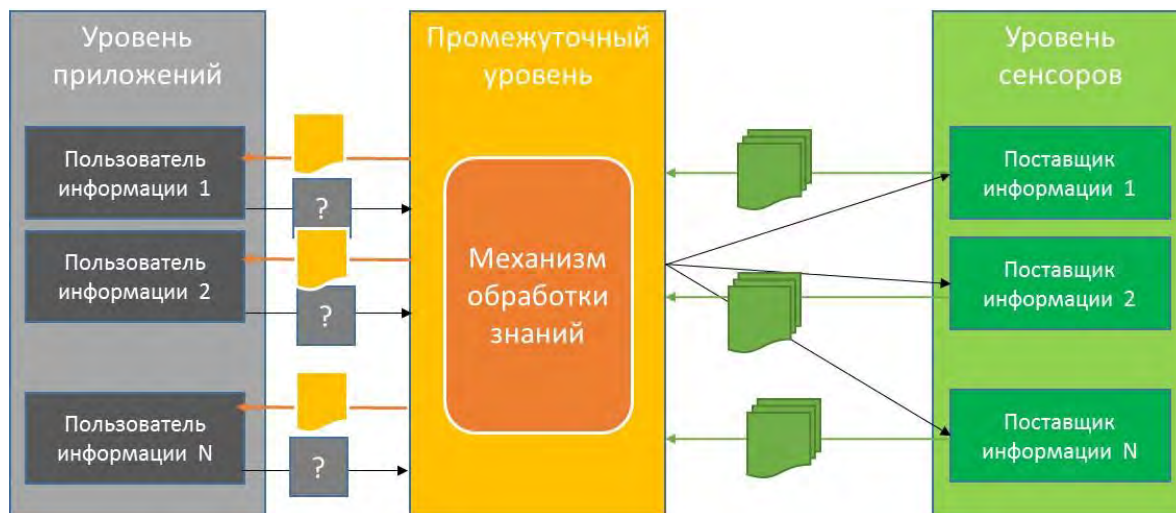 Уровень
приложений
Пользователь
информации 1
?
Пользователь
информации 2
?
Пользователь
информации N
?
Промежуточный
уровень
Механизм
обработки
знаний
Уровень
сенсоров
Поставщик
информации 1
Поставщик
информации 2
Поставщик
информации N